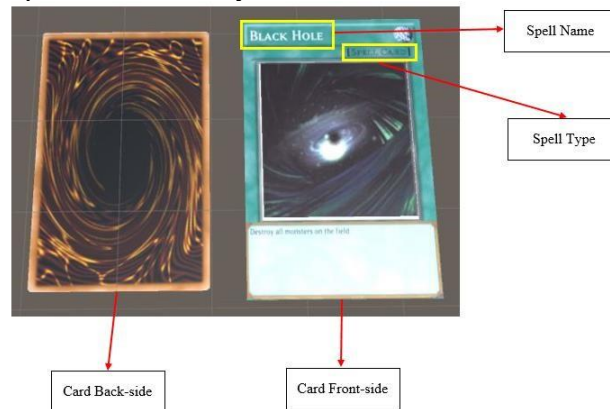 BLACK HOLE
[SPELL CARD]
Destroy all monsters on the field
Spell Name
Spell Type
Card Back-side
Card Front-side